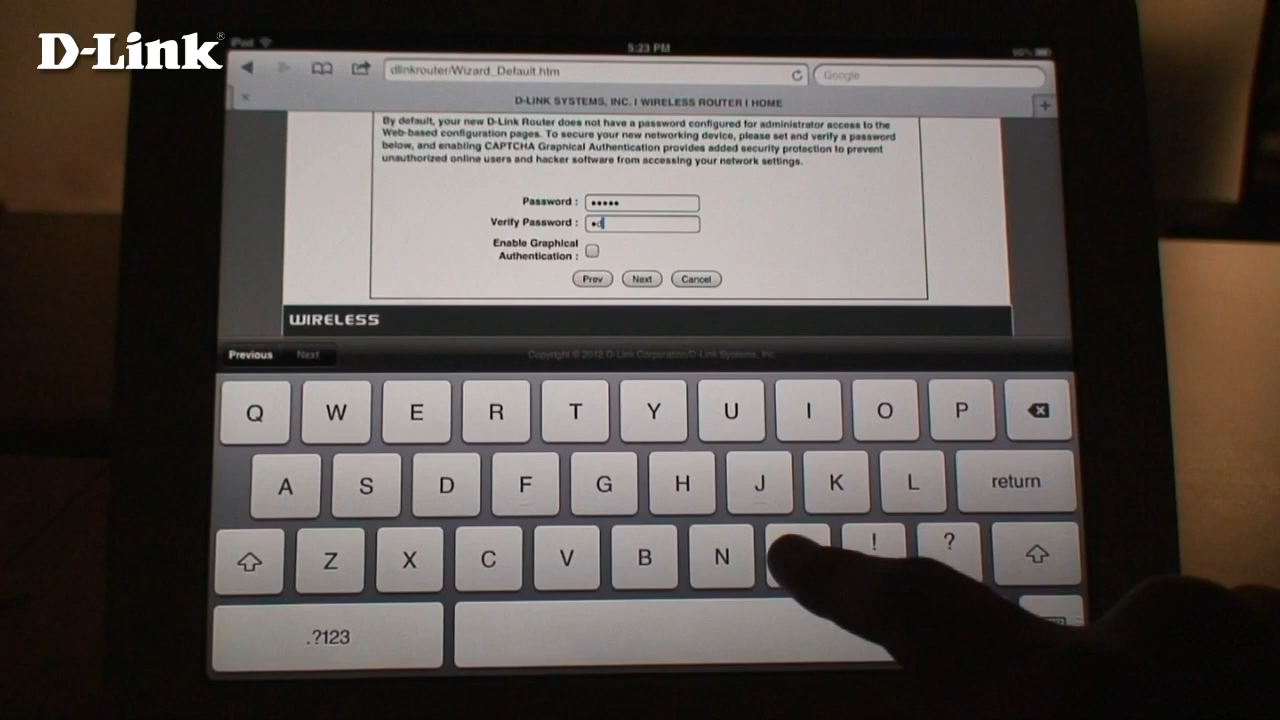 D-Link®
iPod
5:23 PM
90%
dlinkrouter/Wizard_Default.htm
Google
D-LINK SYSTEMS, INC. | WIRELESS ROUTER | HOME
By default, your new D-Link Router does not have a password configured for administrator access to the
Web-based configuration pages. To secure your new networking device, please set and verify a password
below, and enabling CAPTCHA Graphical Authentication provides added security protection to prevent
unauthorized online users and hacker software from accessing your network settings.
Password :
Verify Password :
Enable Graphical
Authentication :
Prev Next Cancel
WIRELESS
Previous Next
Copyright © 2012 D-Link Corporation/D-Link Systems, Inc.
Q W E R T Y U I O P
A S D F G H J K L return
Z X C V B N ! ?
.?123